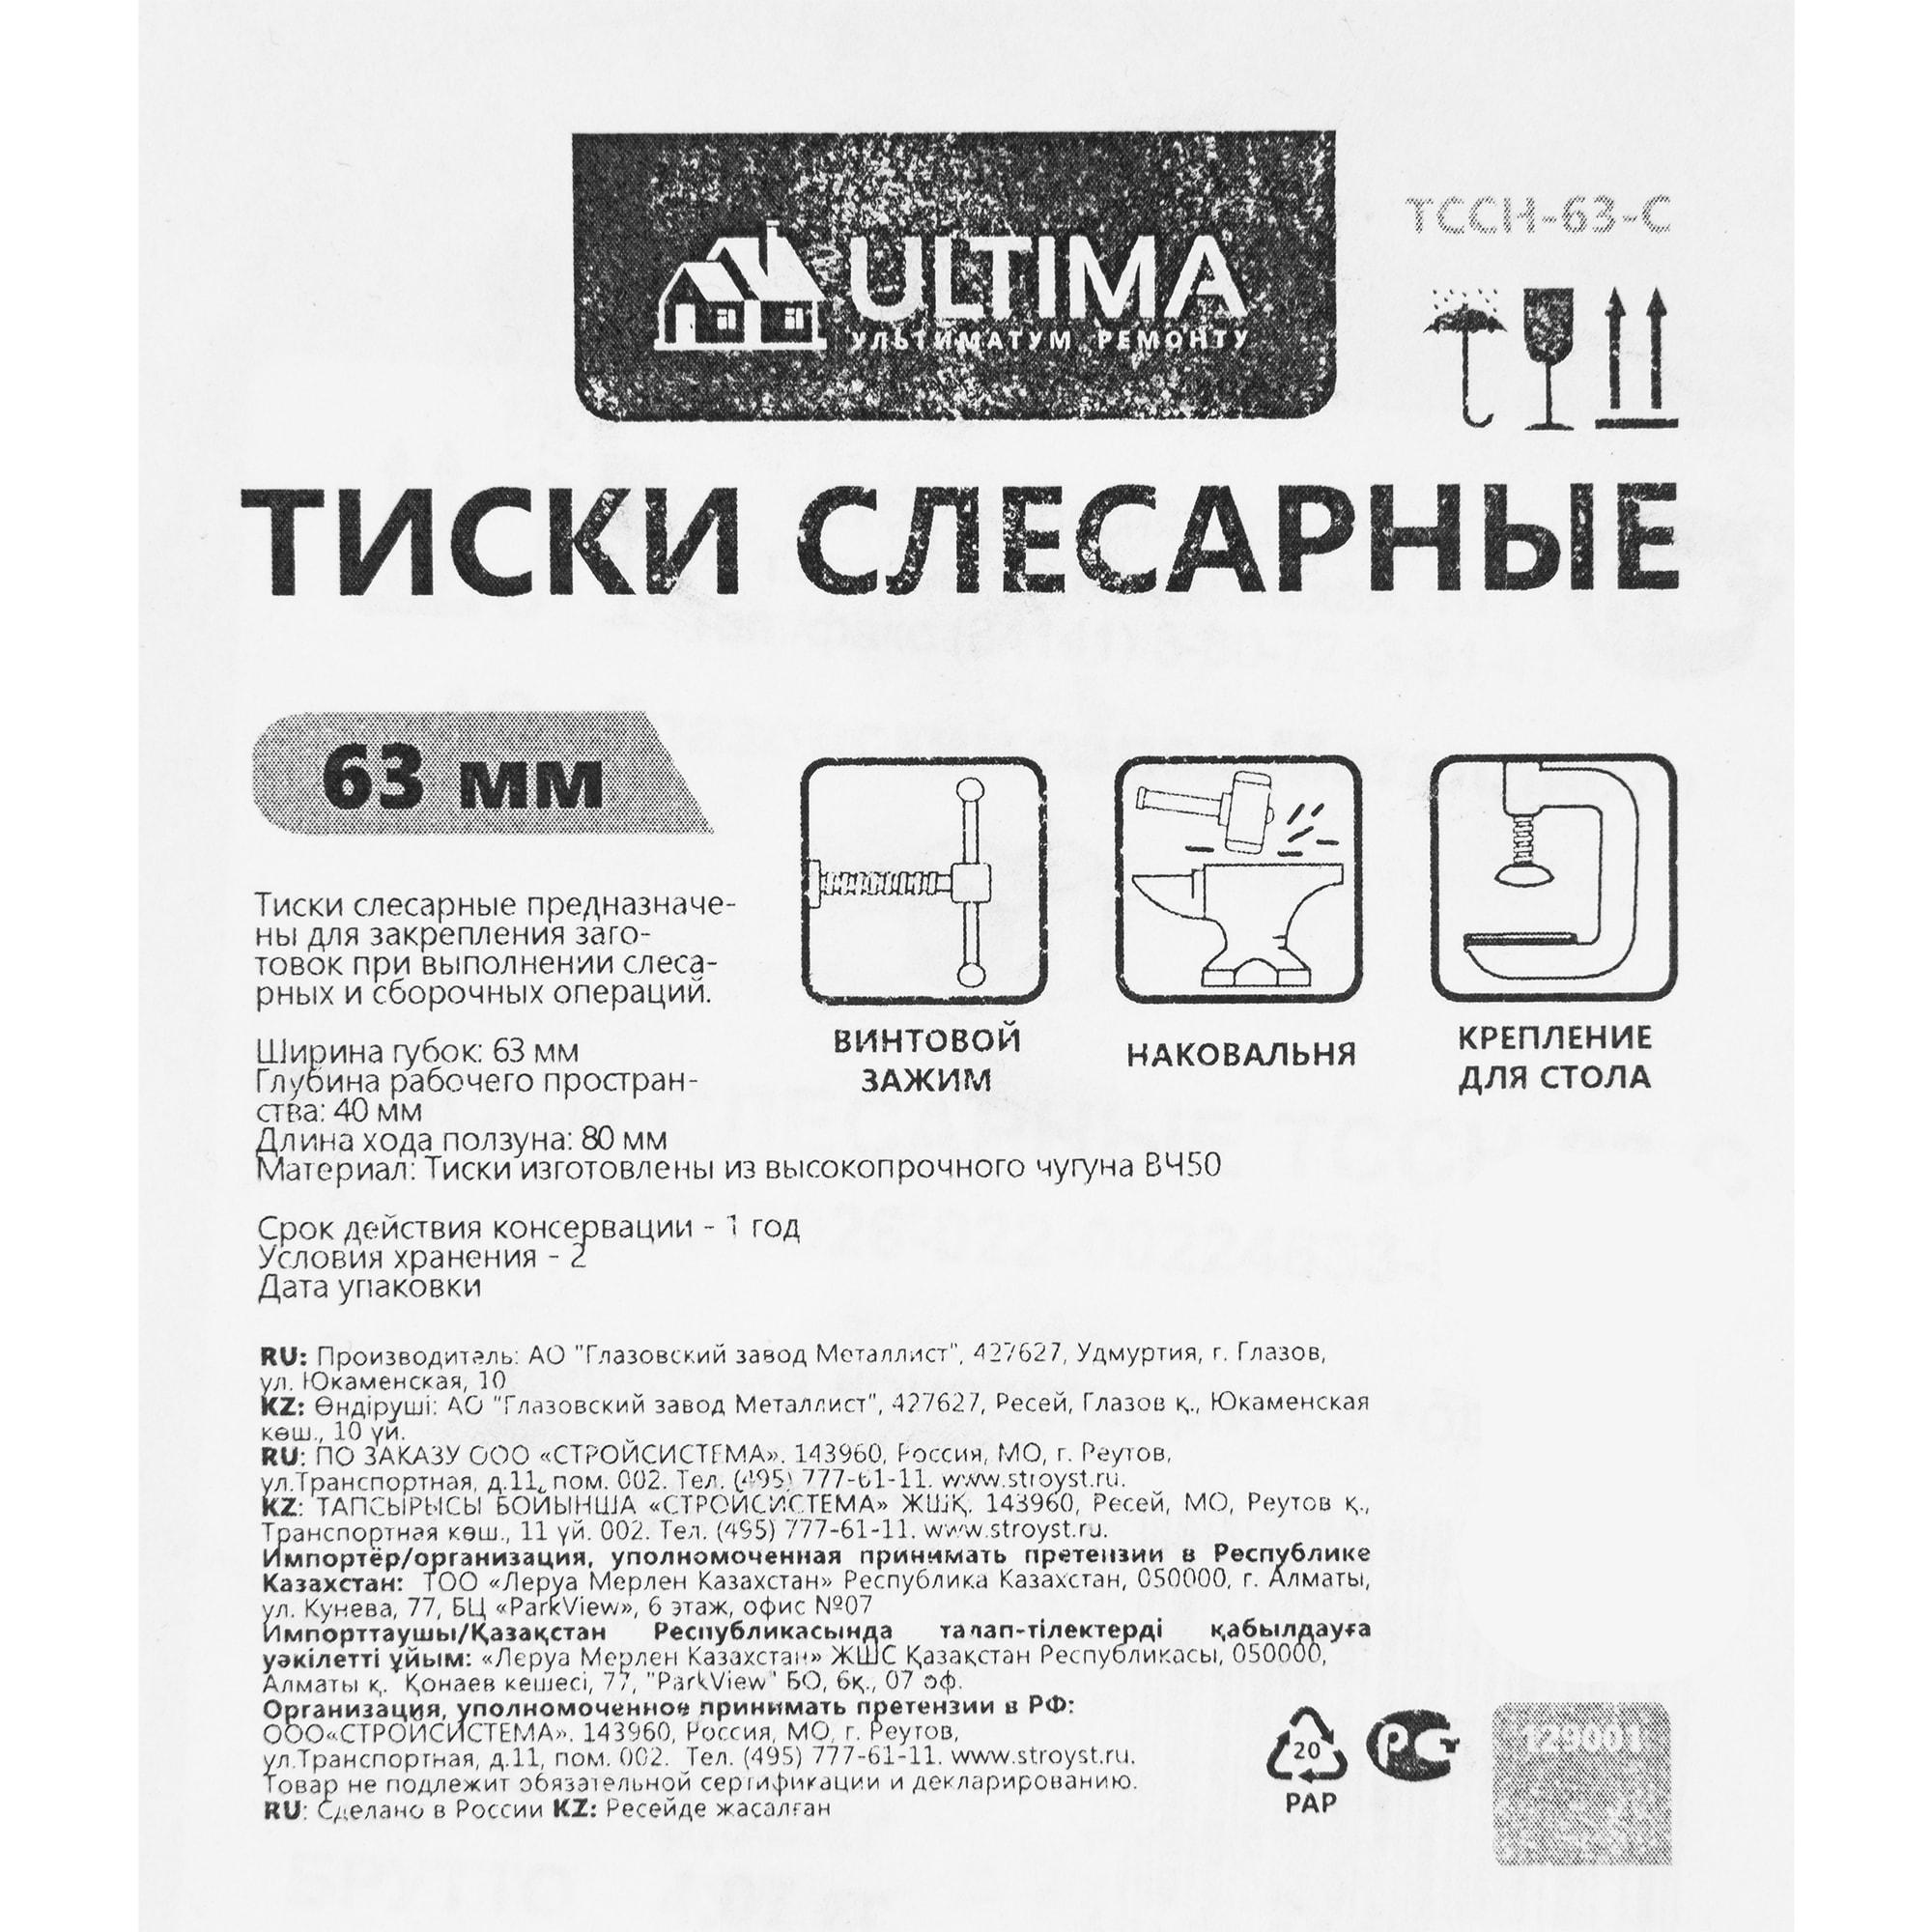 ULTIMA
УЛЬТИМАТУМ РЕМОНТУ
ТССН-63-С
ТИСКИ СЛЕСАРНЫЕ
63 мм
Тиски слесарные предназначе-
ны для закрепления заго-
товок при выполнении слеса-
рных и сборочных операций.
Ширина губок: 63 мм
Глубина рабочего простран-
ства: 40 мм
Длина хода ползуна: 80 мм
Материал: Тиски изготовлены из высокопрочного чугуна ВЧ50
ВИНТОВОЙ
ЗАЖИМ
НАКОВАЛЬНЯ
КРЕПЛЕНИЕ
ДЛЯ СТОЛА
Срок действия консервации - 1 год
Условия хранения - 2
Дата упаковки
RU: Производитель: АО "Глазовский завод Металлист", 427627, Удмуртия, г. Глазов,
ул. Юкаменская, 10
KZ: Өндіруші: АО "Глазовский завод Металлист", 427627, Ресей, Глазов қ., Юкаменская
көш., 10 үй.
RU: ПО ЗАКАЗУ ООО «СТРОЙСИСТЕМА». 143960, Россия, МО, г. Реутов,
ул.Транспортная, д.11, пом. 002. Тел. (495) 777-61-11. www.stroyst.ru.
KZ: ТАПСЫРЫСЫ БОЙЫНША «СТРОЙСИСТЕМА» ЖШҚ. 143960, Ресей, МО, Реутов қ.,
Транспортная көш., 11 үй. 002. Тел. (495) 777-61-11. www.stroyst.ru.
Импортёр/организация, уполномоченная принимать претензии в Республике
Казахстан: ТОО «Леруа Мерлен Казахстан» Республика Казахстан, 050000, г. Алматы,
ул. Кунева, 77, БЦ «ParkView», 6 этаж, офис №07
Импорттаушы/Қазақстан Республикасында талап-тілектерді қабылдауға
уәкілетті ұйым: «Леруа Мерлен Казахстан» ЖШС Қазақстан Республикасы, 050000,
Алматы қ. Қонаев кешесі, 77, "ParkView" БО, 6қ., 07 оф.
Организация, уполномоченное принимать претензии в РФ:
ООО«СТРОЙСИСТЕМА». 143960, Россия, МО, г. Реутов,
ул.Транспортная, д.11, пом. 002. Тел. (495) 777-61-11. www.stroyst.ru.
Товар не подлежит обязательной сертификации и декларированию.
RU: Сделано в России KZ: Ресейде жасалған
20
PAP
РС
129001